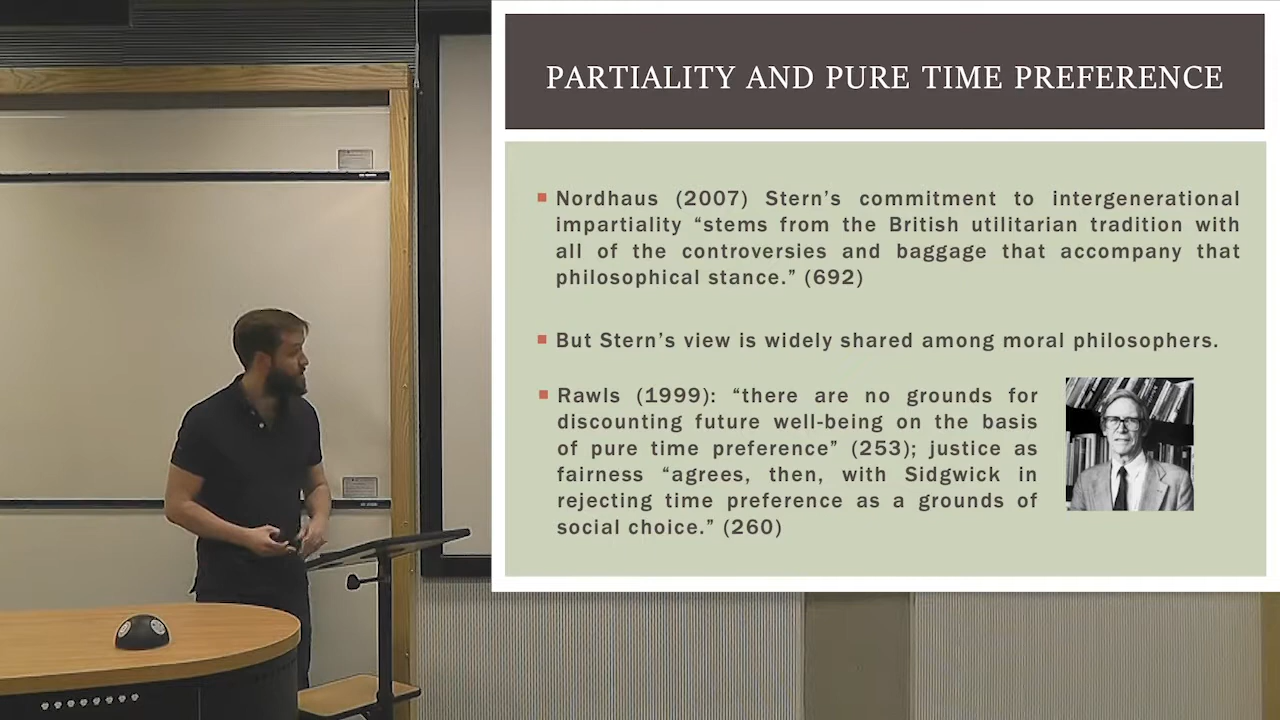 PARTIALITY AND PURE TIME PREFERENCE
Nordhaus (2007) Stern’s commitment to intergenerational
impartiality “stems from the British utilitarian tradition with
all of the controversies and baggage that accompany that
philosophical stance.” (692)
But Stern’s view is widely shared among moral philosophers.
Rawls (1999): “there are no grounds for
discounting future well-being on the basis
of pure time preference” (253); justice as
fairness “agrees, then, with Sidgwick in
rejecting time preference as a grounds of
social choice.” (260)